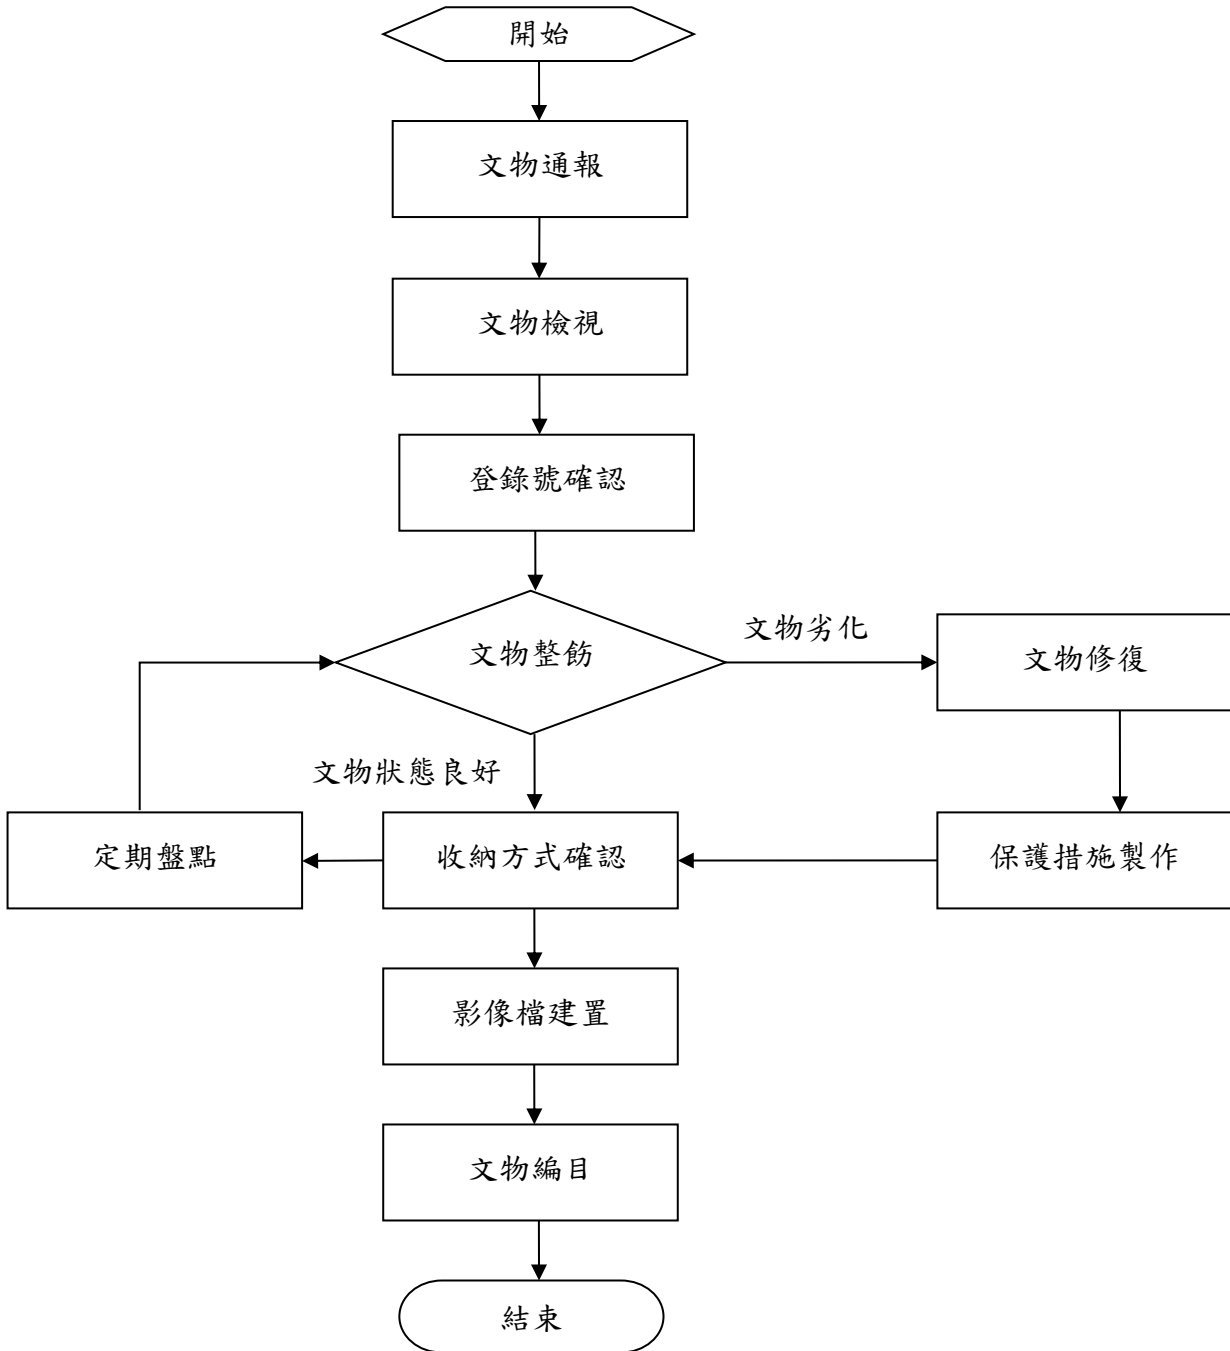 開始
文物通報
文物檢視
登錄號確認
文物整飭
文物劣化
文物修復
文物狀態良好
定期盤點
收納方式確認
保護措施製作
影像檔建置
文物編目
結束